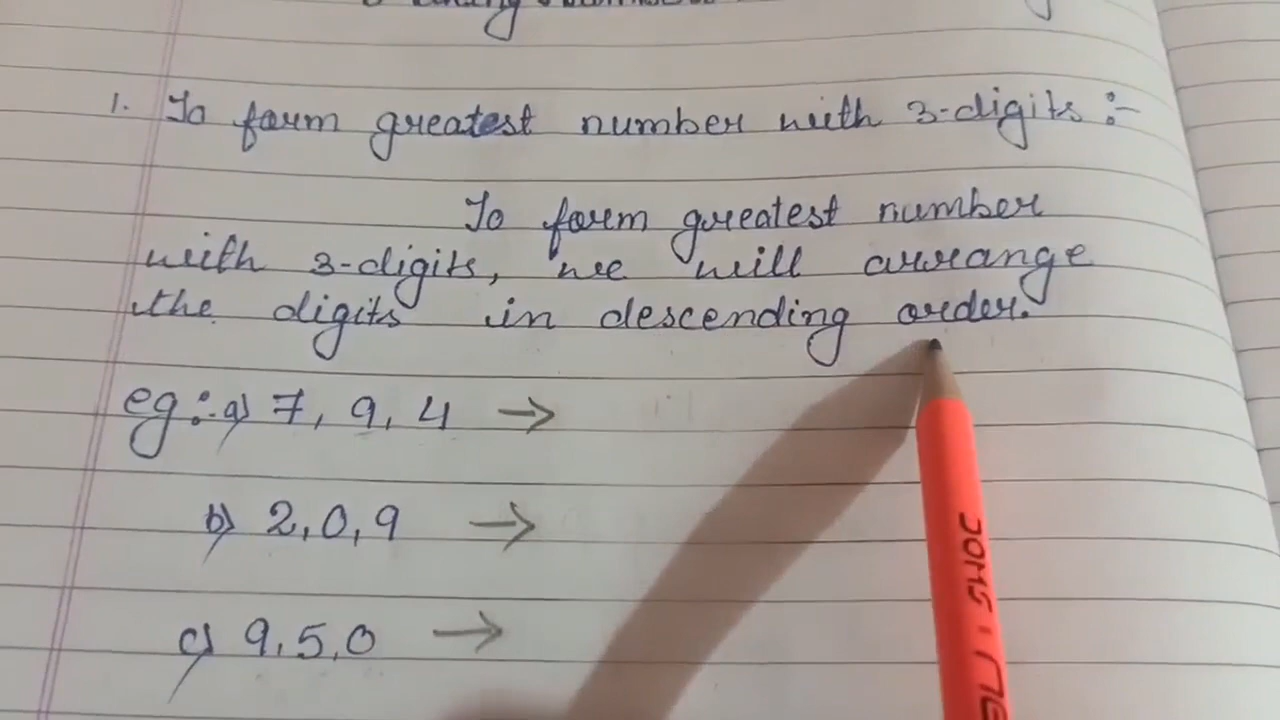 1. To form greatest number with 3-digits :-
To form greatest number
with 3-digits, we will arrange
the digits in descending order.
eg:- a) 7, 9, 4 →
b) 2, 0, 9 →
c) 9, 5, 0 →
DOMS